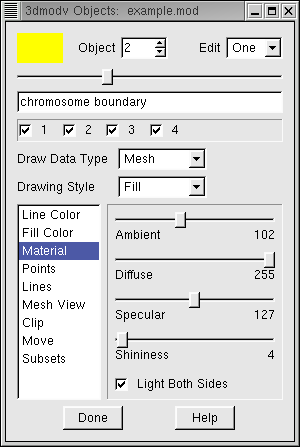 3dmodv Objects: example.mod
Object 2 Edit One
chromosome boundary
1 2 3 4
Draw Data Type Mesh
Drawing Style Fill
Line Color
Fill Color
Material
Points
Lines
Mesh View
Clip
Move
Subsets
Ambient 102
Diffuse 255
Specular 127
Shininess 4
Light Both Sides
Done Help